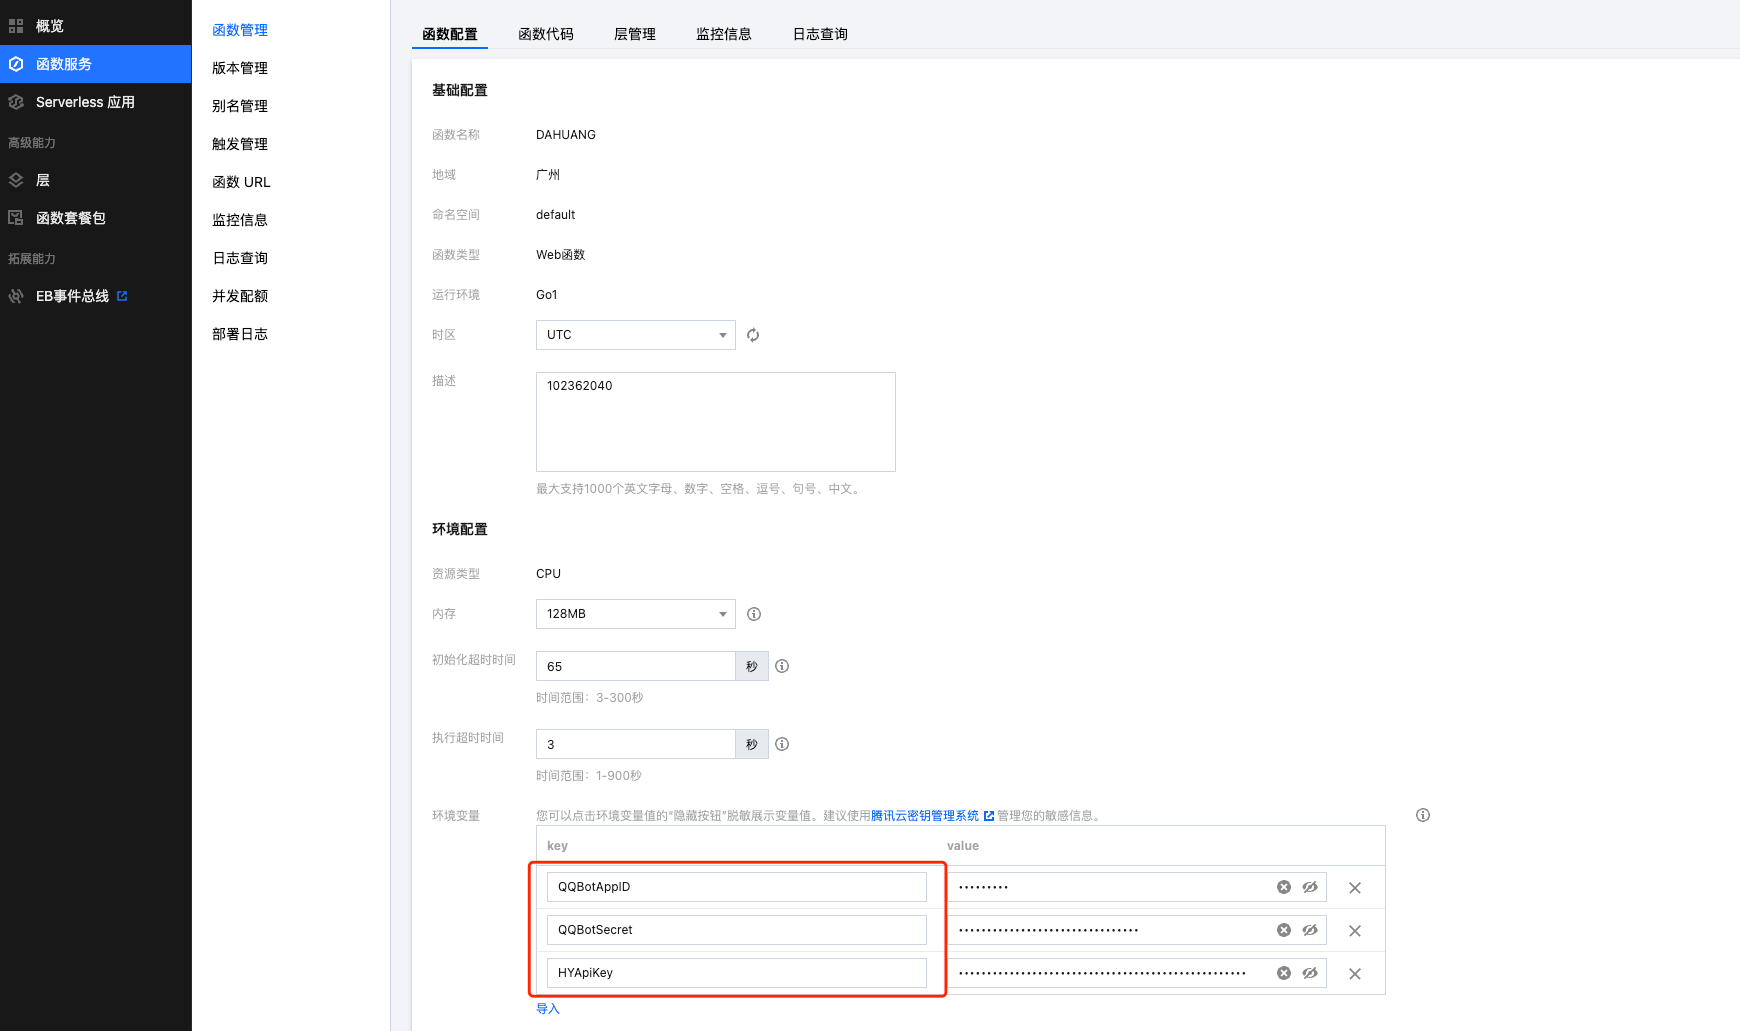 概览
函数服务
Serverless 应用
高级能力
层
函数套餐包
拓展能力
EB事件总线
函数管理
版本管理
别名管理
触发管理
函数 URL
监控信息
日志查询
并发配额
部署日志
函数配置 函数代码 层管理 监控信息 日志查询
基础配置
函数名称 DAHUANG
地域 广州
命名空间 default
函数类型 Web函数
运行环境 Go1
时区 UTC
描述 102362040
最大支持1000个英文字母、数字、空格、逗号、句号、中文。
环境配置
资源类型 CPU
内存 128MB
初始化超时时间 65 秒
时间范围：3-300秒
执行超时时间 3 秒
时间范围：1-900秒
环境变量 您可以点击环境变量值的“隐藏按钮”脱敏展示变量值。建议使用腾讯云密钥管理系统 管理您的敏感信息。
key value
QQBotAppID
QQBotSecret
HYApiKey
导入